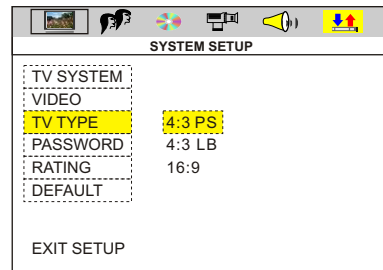 SYSTEM SETUP
TV SYSTEM
VIDEO
TV TYPE 4:3 PS
PASSWORD 4:3 LB
RATING 16:9
DEFAULT
EXIT SETUP